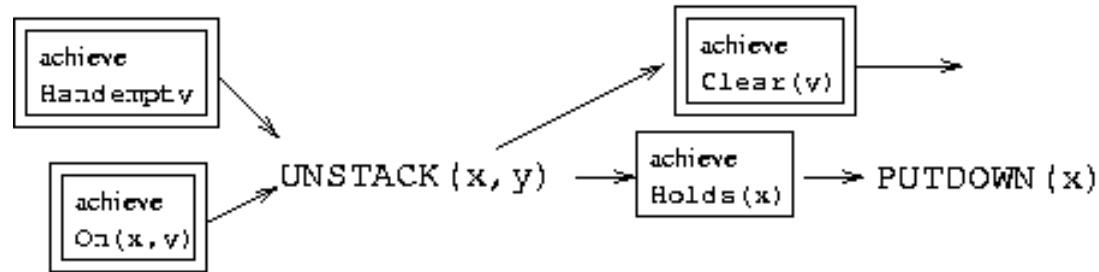 achieve
Handempty
achieve
On(x,y)
UNSTACK(x,y)
achieve
Clear(y)
achieve
Holds(x)
PUTDOWN(x)